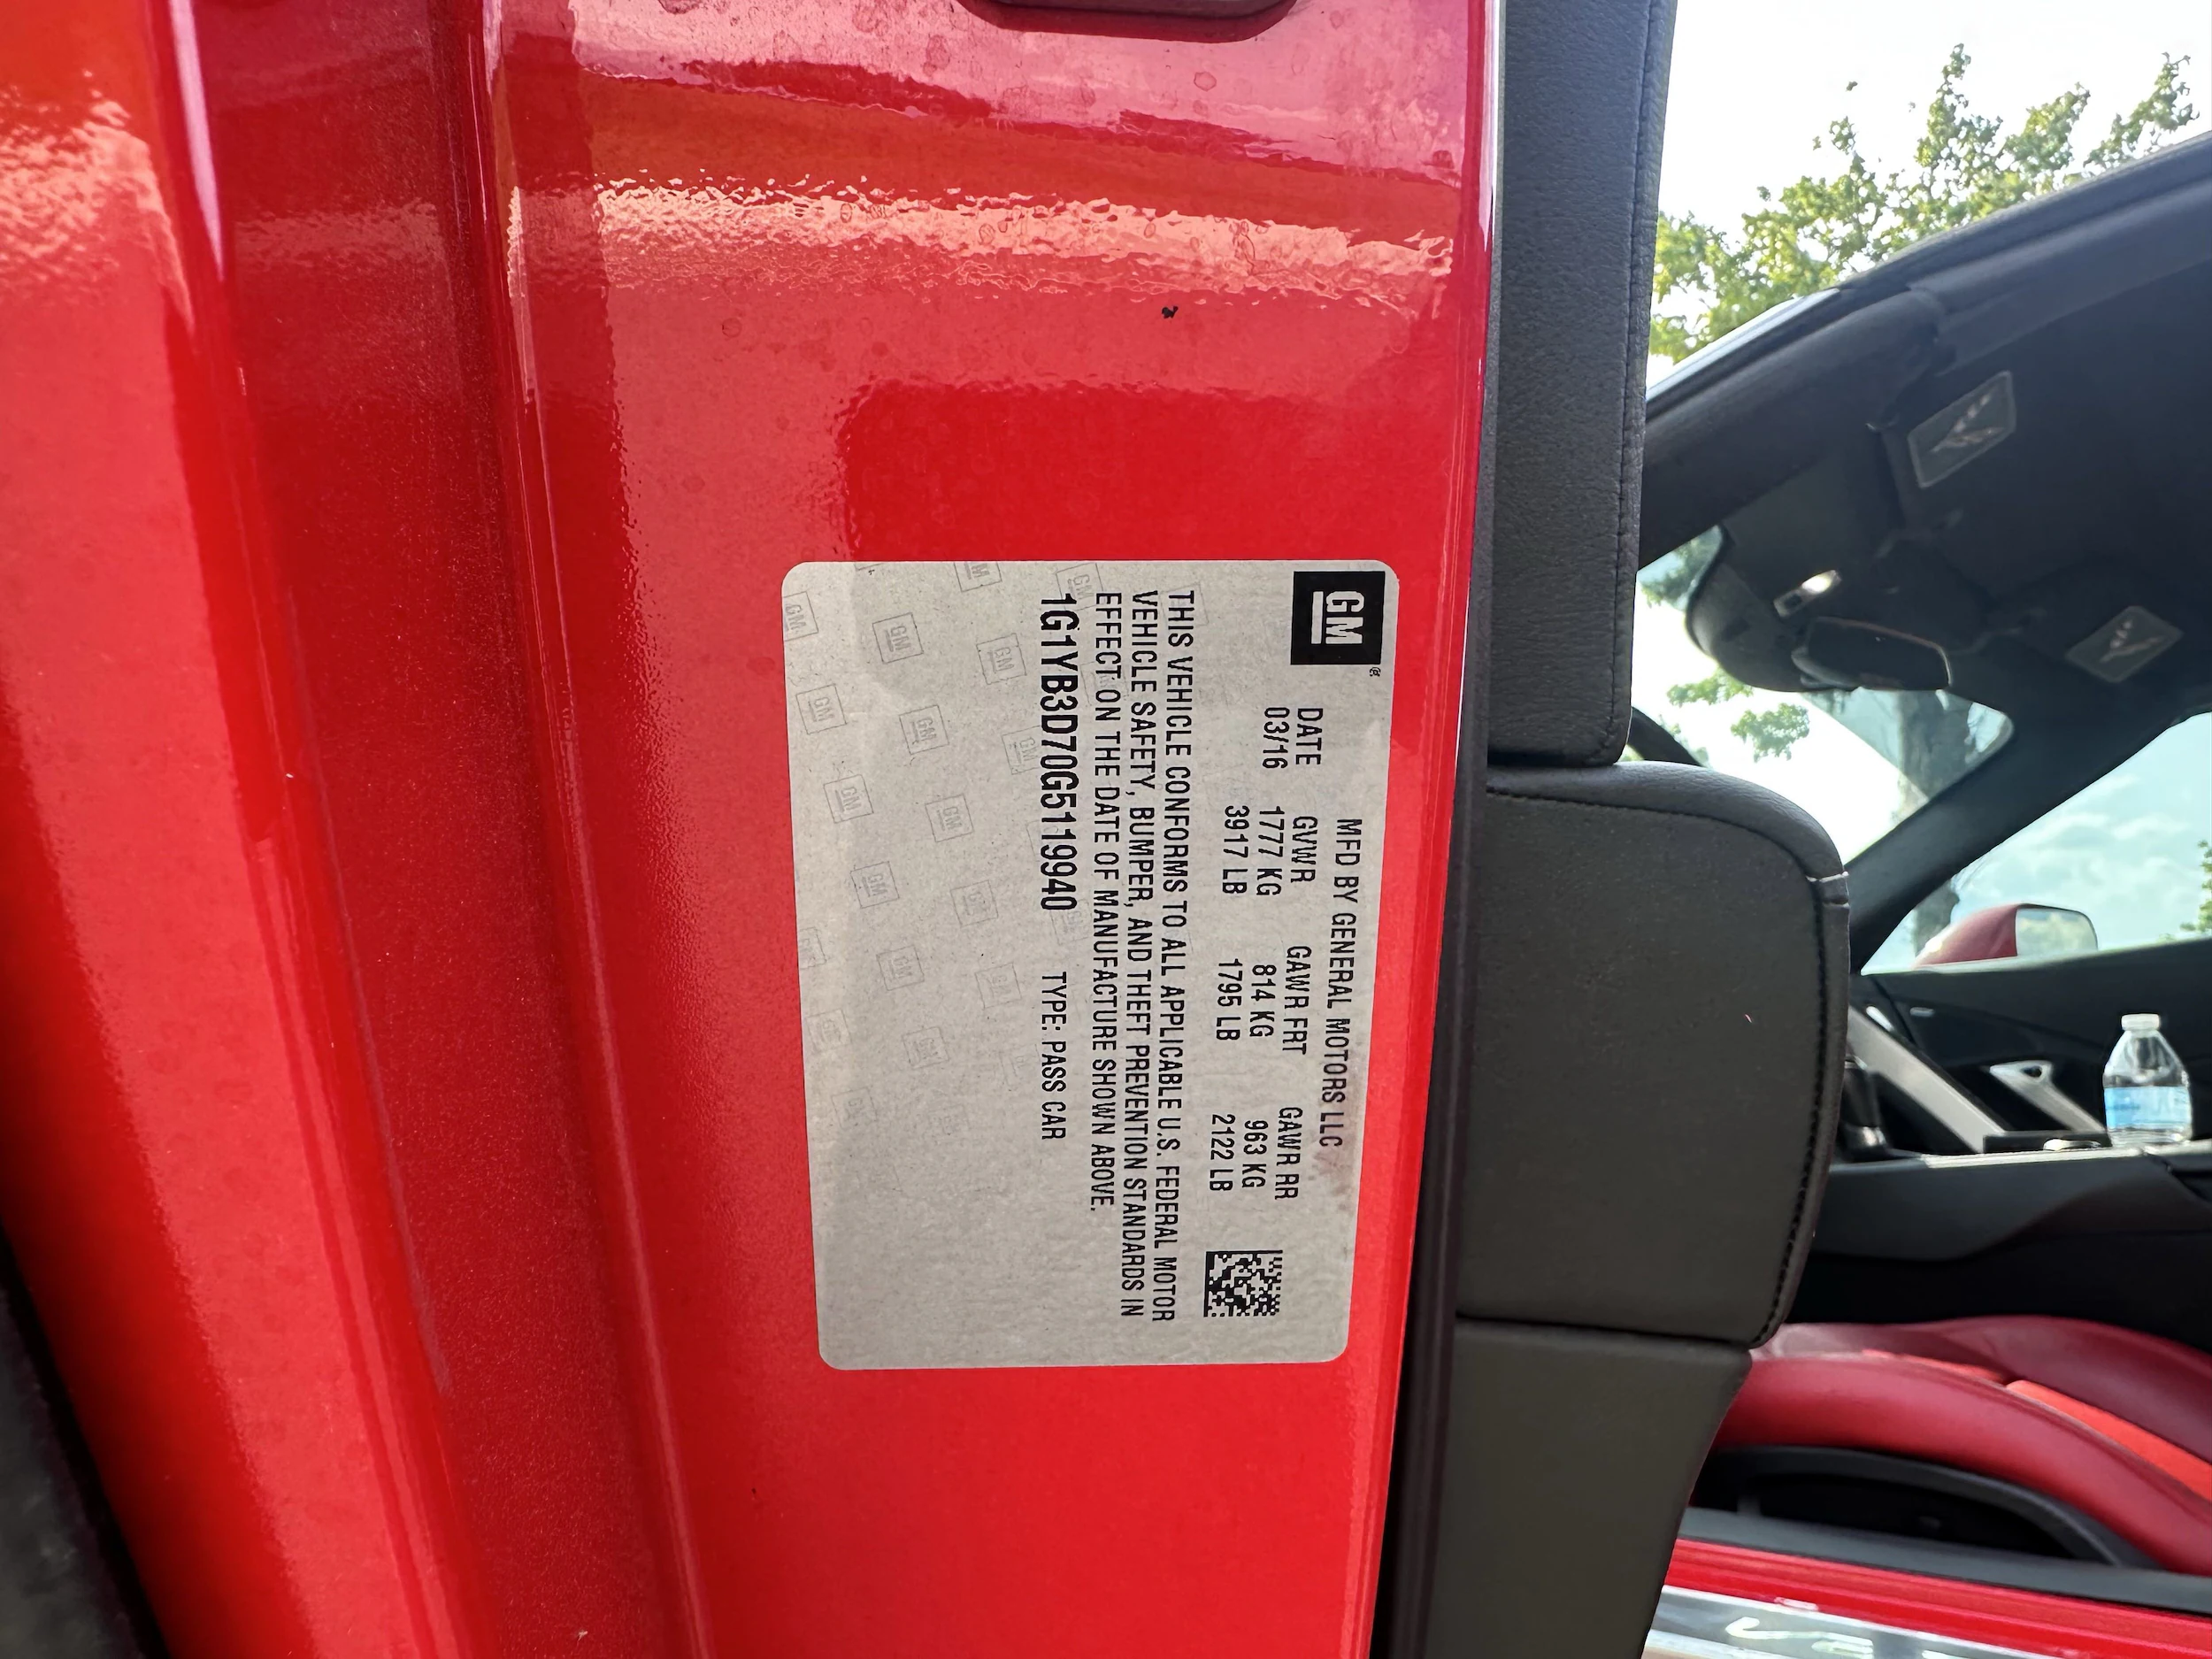 GM
MFD BY GENERAL MOTORS LLC
DATE GVWR GAWR FRT GAWR RR
03/16 1777 KG 814 KG 963 KG
3917 LB 1795 LB 2122 LB
THIS VEHICLE CONFORMS TO ALL APPLICABLE U.S. FEDERAL MOTOR
VEHICLE SAFETY, BUMPER, AND THEFT PREVENTION STANDARDS IN
EFFECT ON THE DATE OF MANUFACTURE SHOWN ABOVE.
1G1YB3D70G5119940 TYPE: PASS CAR